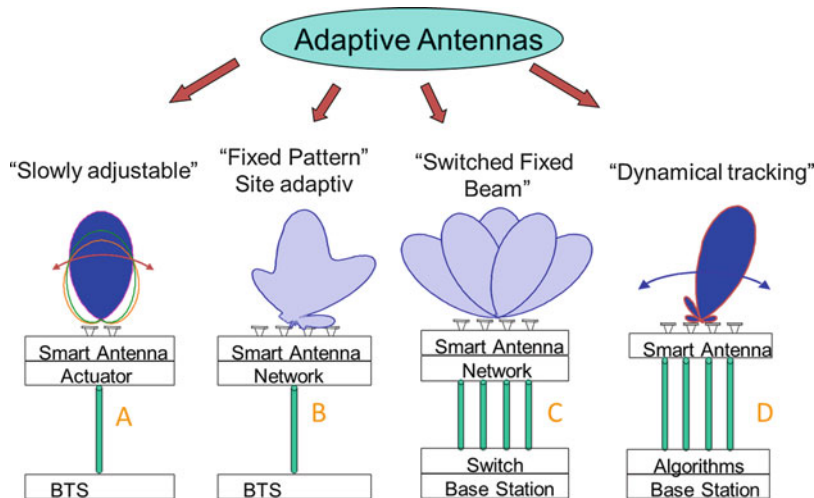 Adaptive Antennas
“Slowly adjustable”
“Fixed Pattern”
Site adaptiv
“Switched Fixed
Beam”
“Dynamical tracking”
Smart Antenna
Actuator
A
BTS
Smart Antenna
Network
B
BTS
Smart Antenna
Network
C
Switch
Base Station
Smart Antenna
D
Algorithms
Base Station